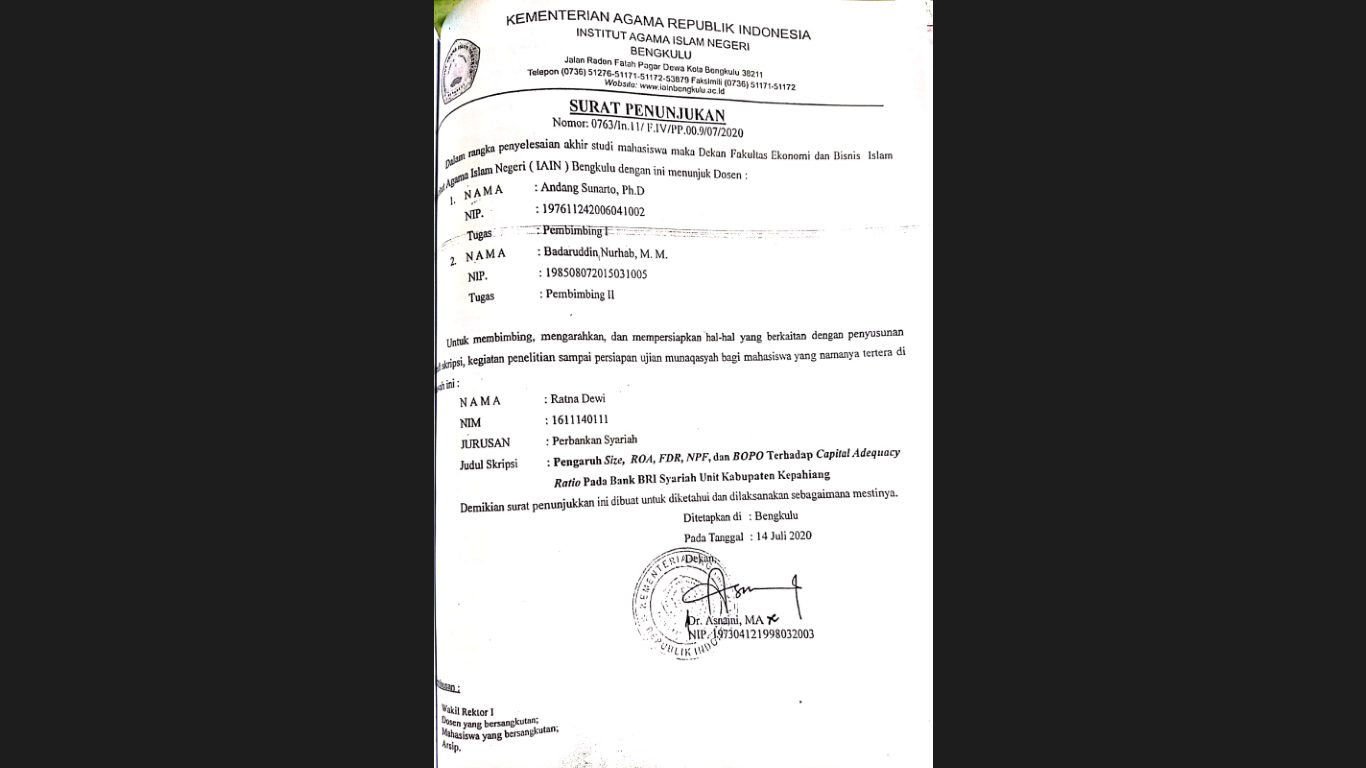 KEMENTERIAN AGAMA REPUBLIK INDONESIA
INSTITUT AGAMA ISLAM NEGERI
BENGKULU
Jalan Raden Fatah Pagar Dewa Kota Bengkulu 38211
Telepon (0736) 51276-51171-51172-53879 Faksimili (0736) 51171-51172
Website: www.iainbengkulu.ac.id
SURAT PENUNJUKAN
Nomor: 0763/In.11/ F.IV/PP.00.9/07/2020
Dalam rangka penyelesaian akhir studi mahasiswa maka Dekan Fakultas Ekonomi dan Bisnis Islam
Agama Islam Negeri ( IAIN ) Bengkulu dengan ini menunjuk Dosen :
1. N A M A : Andang Sunarto, Ph.D
NIP. : 197611242006041002
Tugas : Pembimbing I
2. N A M A : Badaruddin Nurhab, M. M.
NIP. : 198508072015031005
Tugas : Pembimbing II
Untuk membimbing, mengarahkan, dan mempersiapkan hal-hal yang berkaitan dengan penyusunan
skripsi, kegiatan penelitian sampai persiapan ujian munaqasyah bagi mahasiswa yang namanya tertera di
ini :
N A M A : Ratna Dewi
NIM : 1611140111
JURUSAN : Perbankan Syariah
Judul Skripsi : Pengaruh Size, ROA, FDR, NPF, dan BOPO Terhadap Capital Adequacy
Ratio Pada Bank BRI Syariah Unit Kabupaten Kepahiang
Demikian surat penunjukkan ini dibuat untuk diketahui dan dilaksanakan sebagaimana mestinya.
Ditetapkan di : Bengkulu
Pada Tanggal : 14 Juli 2020
Dekan,
Dr. Asnaini, MA
NIP. 197304121998032003
Wakil Rektor I
Dosen yang bersangkutan;
Mahasiswa yang bersangkutan;
Arsip.